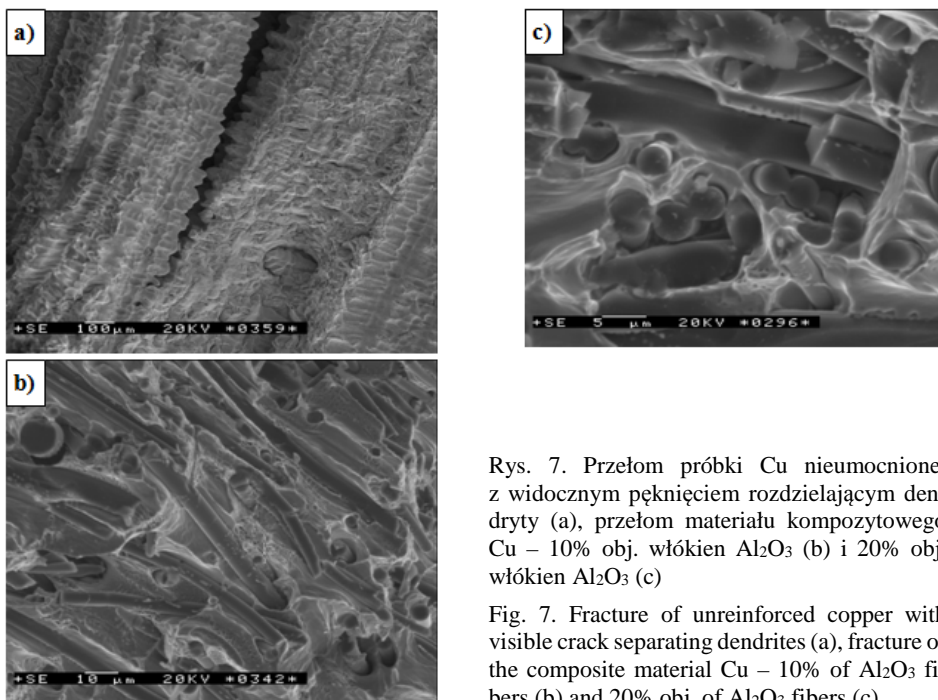 a)
+SE 100µm 20KV *0359*
c)
+SE 5 µm 20KV *0296*
b)
+SE 10 µm 20KV *0342*
Rys. 7. Przełom próbki Cu nieumocnione
z widocznym pęknięciem rozdzielającym den
dryty (a), przełom materiału kompozytowego
Cu – 10% obj. włókien Al₂O₃ (b) i 20% obj
włókien Al₂O₃ (c)
Fig. 7. Fracture of unreinforced copper with
visible crack separating dendrites (a), fracture o
the composite material Cu – 10% of Al₂O₃ fi
bers (b) and 20% obj. of Al₂O₃ fibers (c)